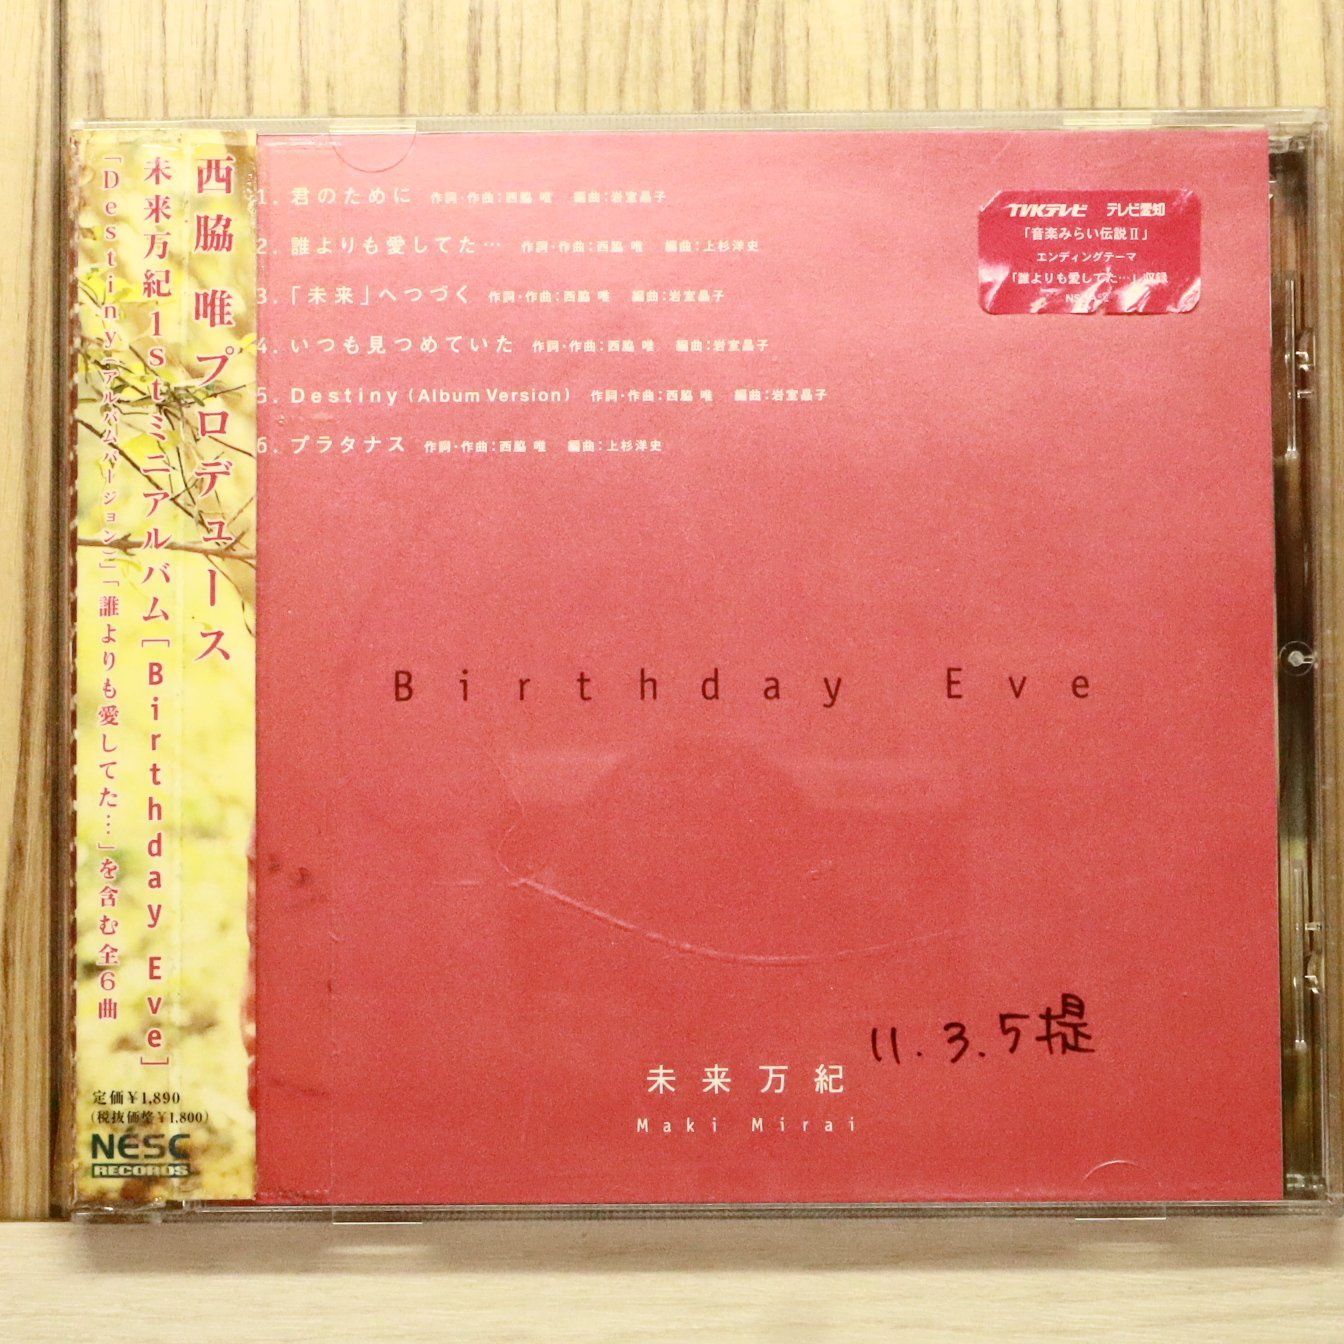 西脇 唯プロデュース
未来万紀 1stミニアルバム[Birthday Eve]
「Destiny(アルバムバージョン)」「誰よりも愛してた…」を含む全6曲
定価¥1,890
(税抜価格¥1,800)
NESC
RECORDS
1. 君のために 作詞・作曲：西脇 唯 編曲：岩室晶子
2. 誰よりも愛してた… 作詞・作曲：西脇 唯 編曲：上杉洋史
3. 「未来」へつづく 作詞・作曲：西脇 唯 編曲：岩室晶子
4. いつも見つめていた 作詞・作曲：西脇 唯 編曲：岩室晶子
5. Destiny (Album Version) 作詞・作曲：西脇 唯 編曲：岩室晶子
6. プラタナス 作詞・作曲：西脇 唯 編曲：上杉洋史
TVKテレビ テレビ愛知
「音楽みらい伝説Ⅱ」
エンディングテーマ
「誰よりも愛してた…」収録
Birthday Eve
11.3.5提
未来万紀
Maki Mirai